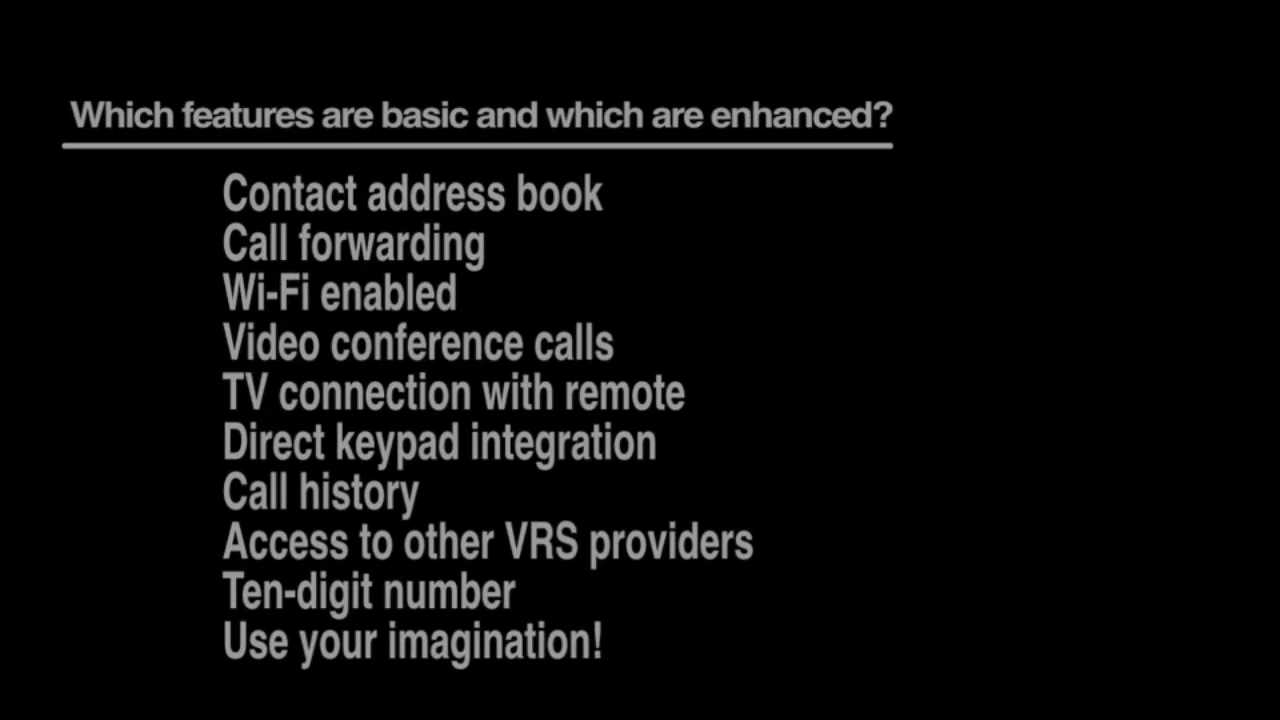 Which features are basic and which are enhanced?
Contact address book
Call forwarding
Wi-Fi enabled
Video conference calls
TV connection with remote
Direct keypad integration
Call history
Access to other VRS providers
Ten-digit number
Use your imagination!